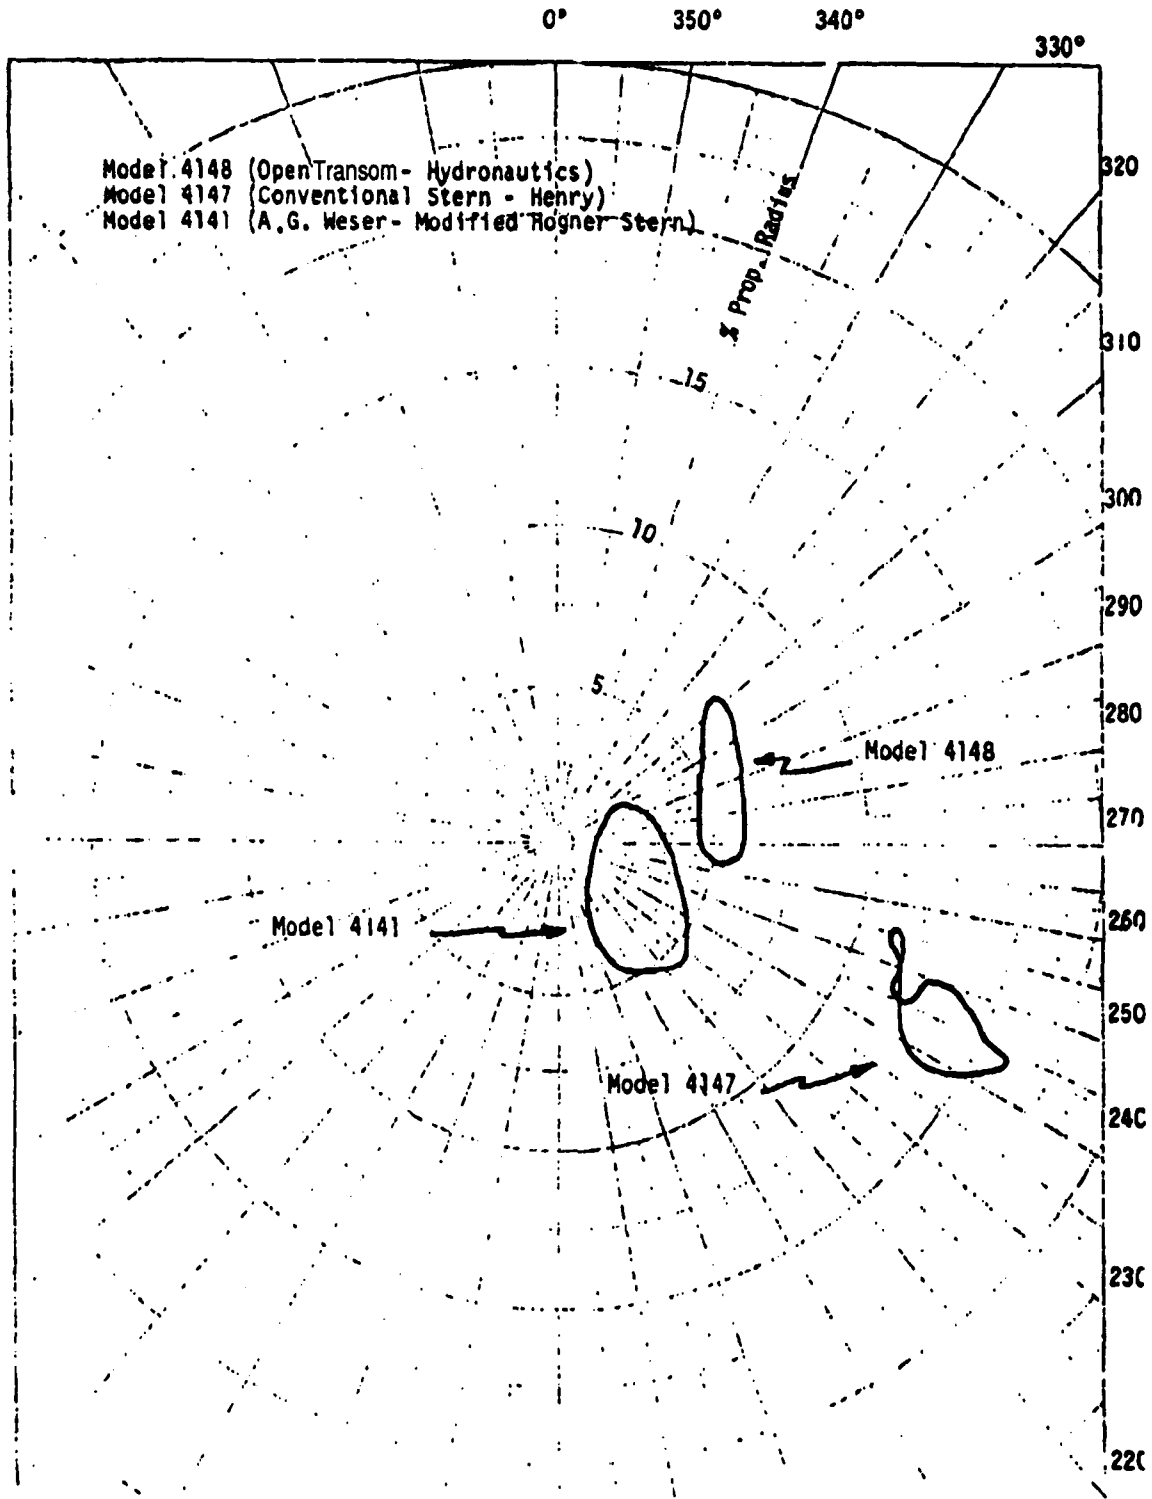 0° 350° 340°
330°
320
Model 4148 (Open Transom - Hydronautics)
Model 4147 (Conventional Stern - Henry)
Model 4141 (A.G. Weser - Modified Hogner Stern)
% Prop. Radius
310
15
300
10
290
5
280
Model 4148
270
260
Model 4141
250
Model 4147
240
230
220